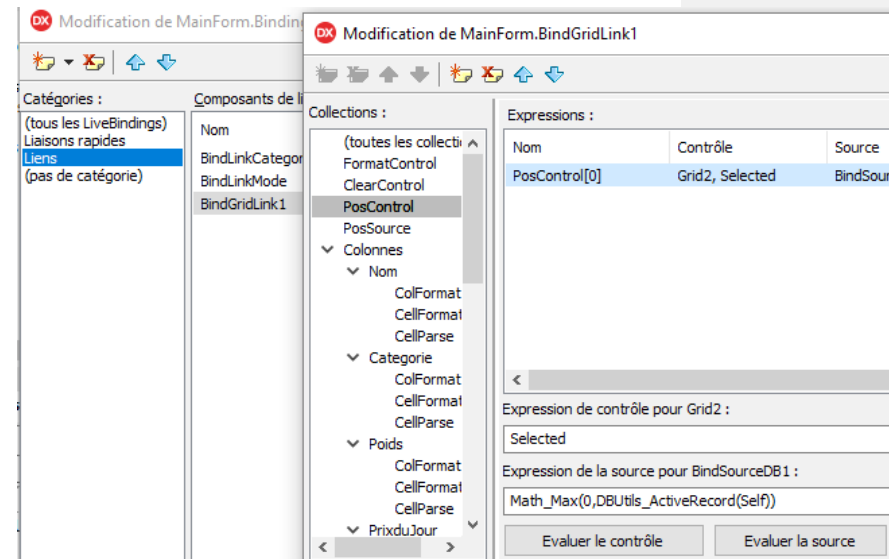 DX Modification de MainForm.Binding
Catégories :
(tous les LiveBindings)
Liaisons rapides
Liens
(pas de catégorie)
Composants de li
Nom
BindLinkCategor
BindLinkMode
BindGridLink1
DX Modification de MainForm.BindGridLink1
Collections :
(toutes les collecti
FormatControl
ClearControl
PosControl
PosSource
Colonnes
Nom
ColFormat
CellFormat
CellParse
Categorie
ColFormat
CellFormat
CellParse
Poids
ColFormat
CellFormat
CellParse
PrixduJour
Expressions :
Nom Contrôle Source
PosControl[0] Grid2, Selected BindSour
Expression de contrôle pour Grid2 :
Selected
Expression de la source pour BindSourceDB1 :
Math_Max(0,DBUtils_ActiveRecord(Self))
Evaluer le contrôle Evaluer la source